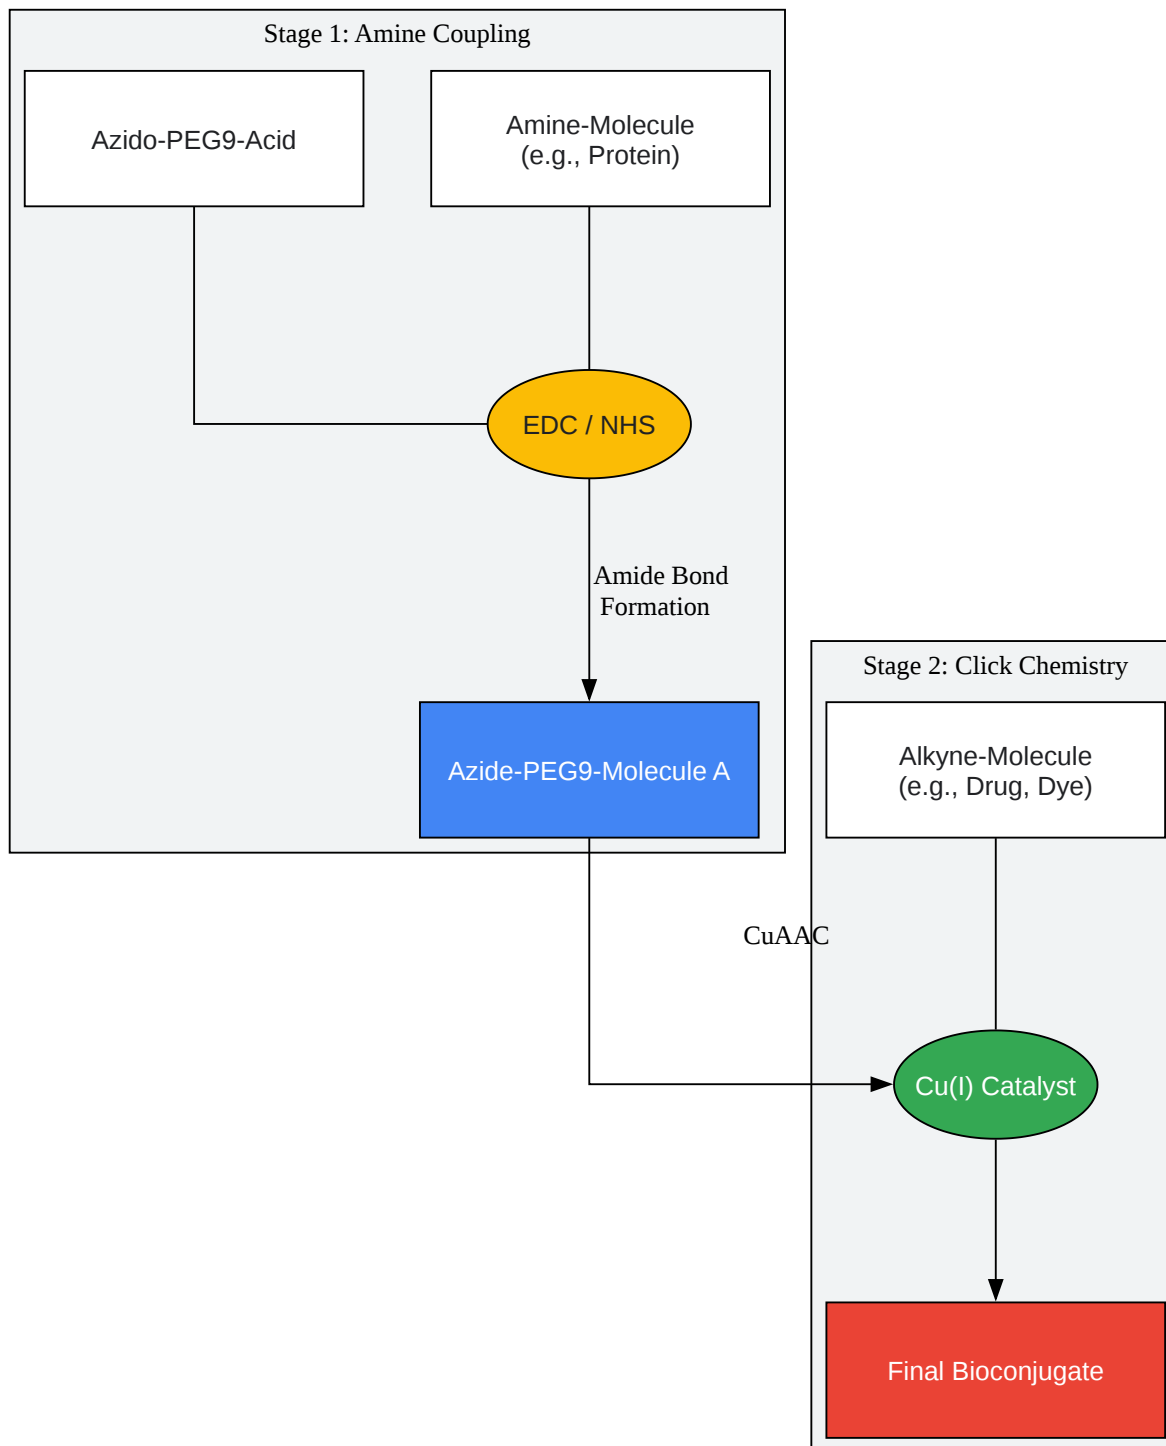 Stage 1: Amine Coupling
Azido-PEG9-Acid
Amine-Molecule
(e.g., Protein)
EDC / NHS
Amide Bond
Formation
Azide-PEG9-Molecule A
Stage 2: Click Chemistry
Alkyne-Molecule
(e.g., Drug, Dye)
CuAAC
Cu(I) Catalyst
Final Bioconjugate